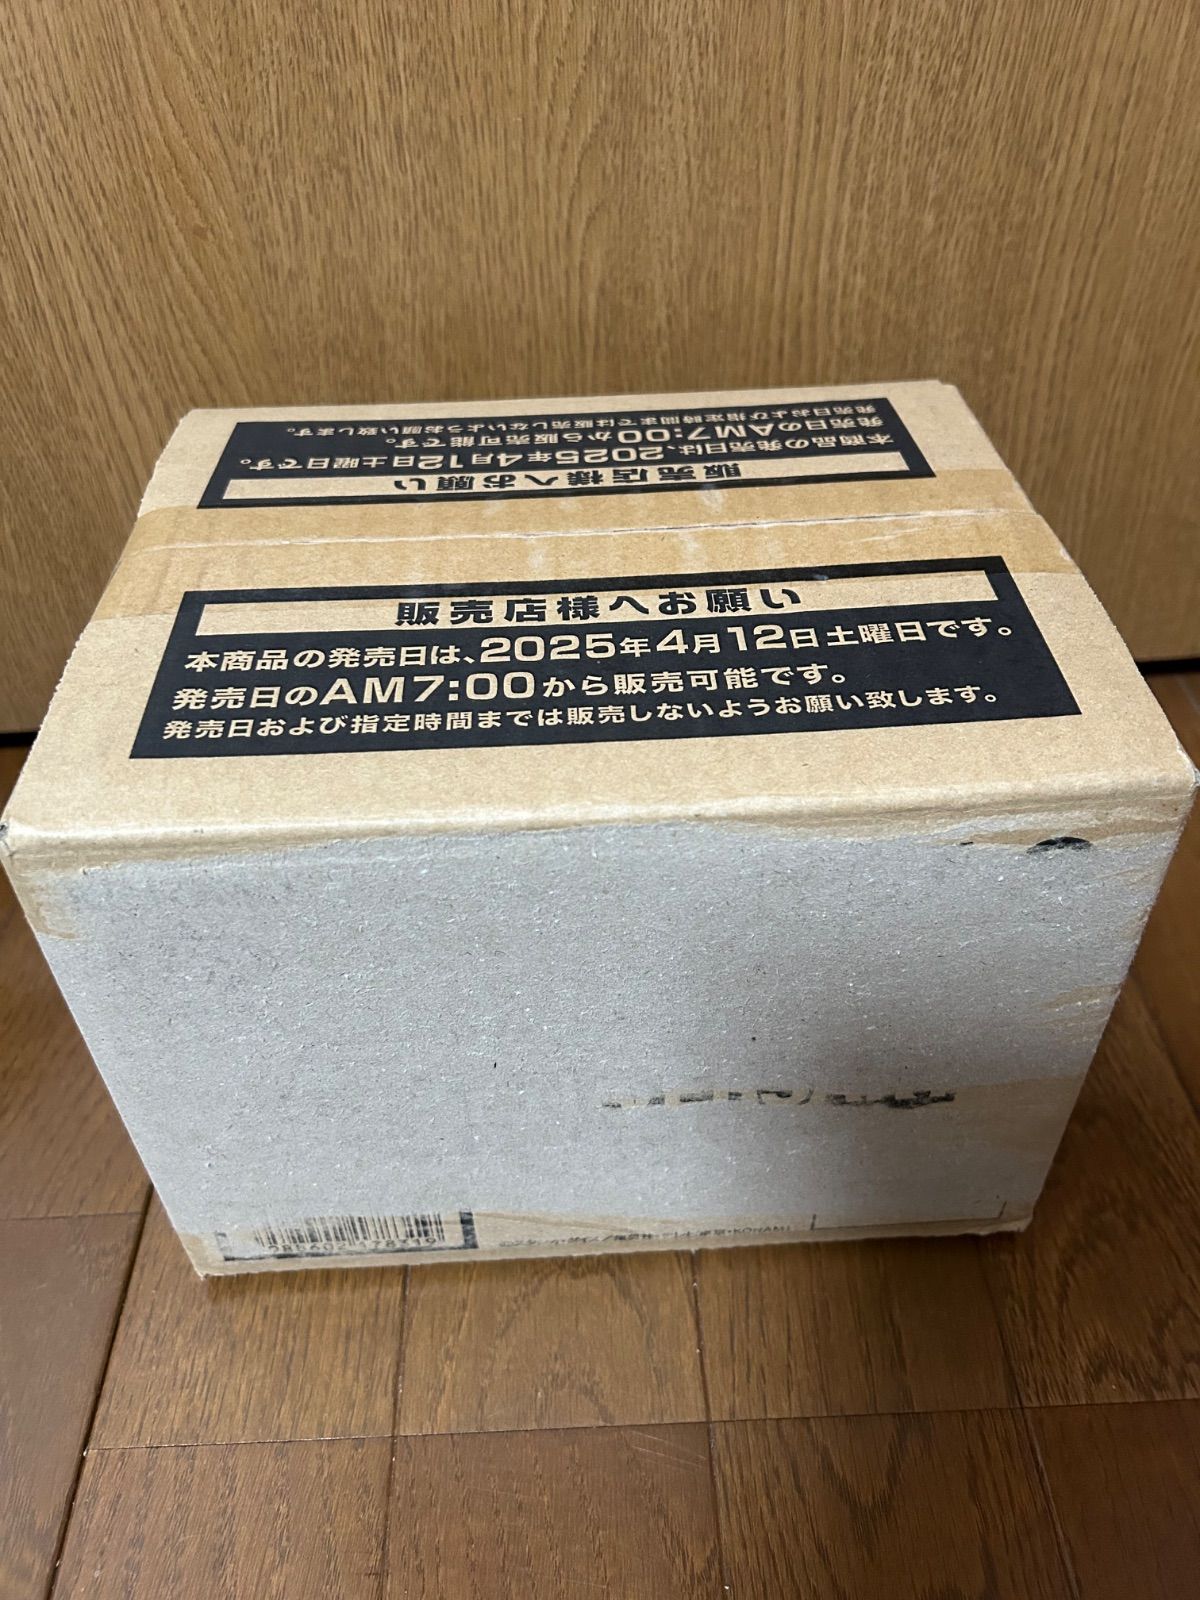 販売店様へお願い
本商品の発売日は、2025年4月12日土曜日です。
発売日のAM7:00から販売可能です。
発売日および指定時間までは販売しないようお願い致します。
販売店様へお願い
本商品の発売日は、2025年4月12日土曜日です。
発売日のAM7:00から販売可能です。
発売日および指定時間までは販売しないようお願い致します。
KONAMI